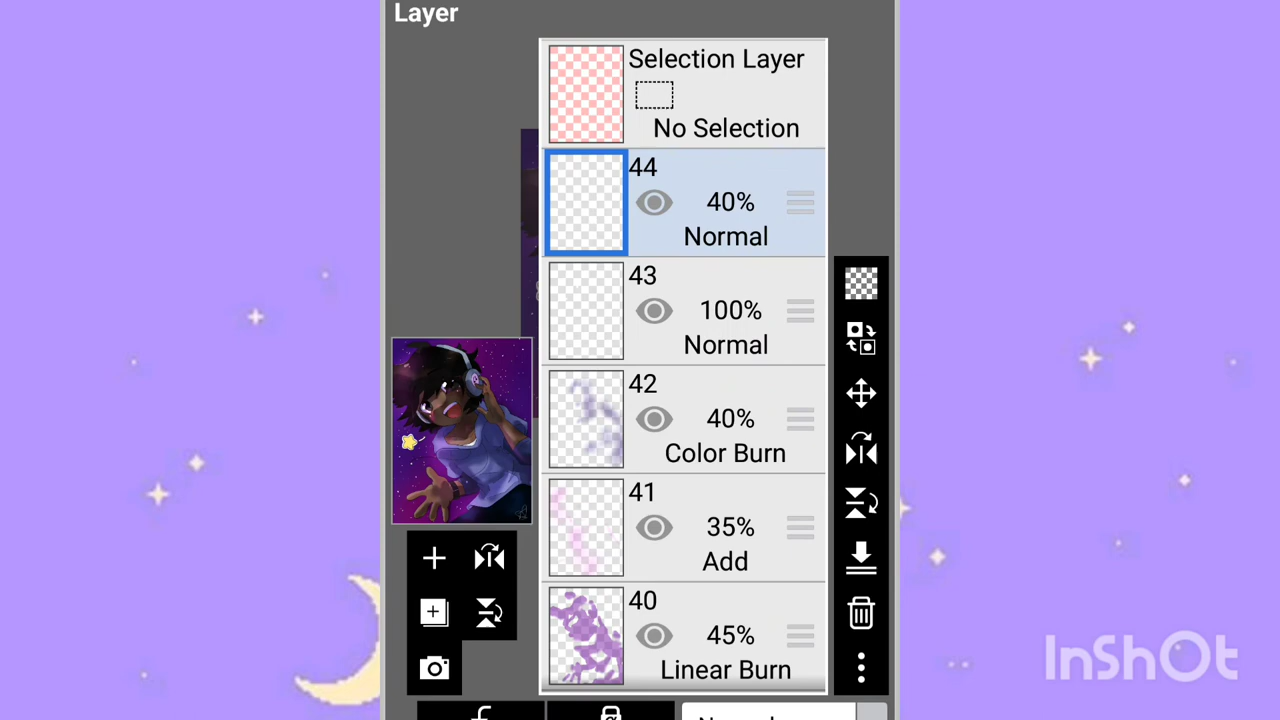 Layer
Selection Layer
No Selection
44
40%
Normal
43
100%
Normal
42
40%
Color Burn
41
35%
Add
40
45%
Linear Burn
InShOt